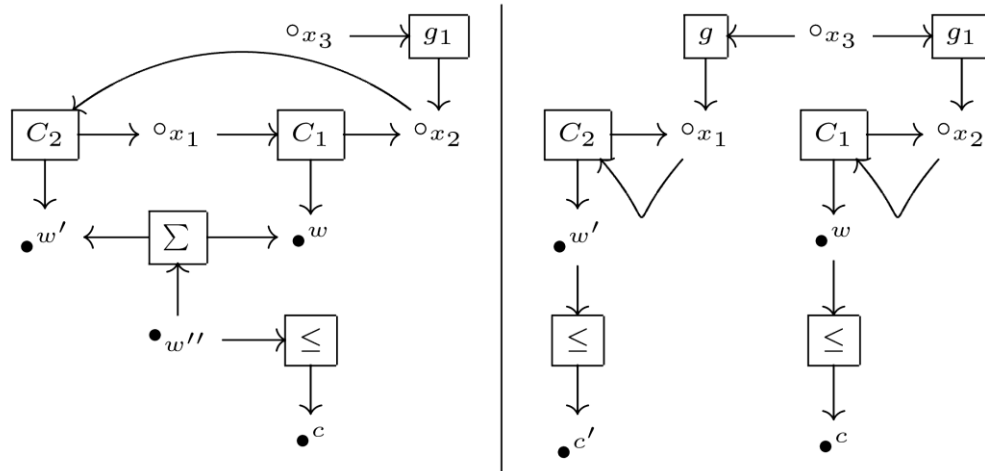 ∘x₃ g₁ g ∘x₃ g₁
C₂ ∘x₁ C₁ ∘x₂ C₂ ∘x₁ C₁ ∘x₂
•w′ ∑ •w •w′ •w
•w′′ ≤ ≤ ≤
•c •c′ •c